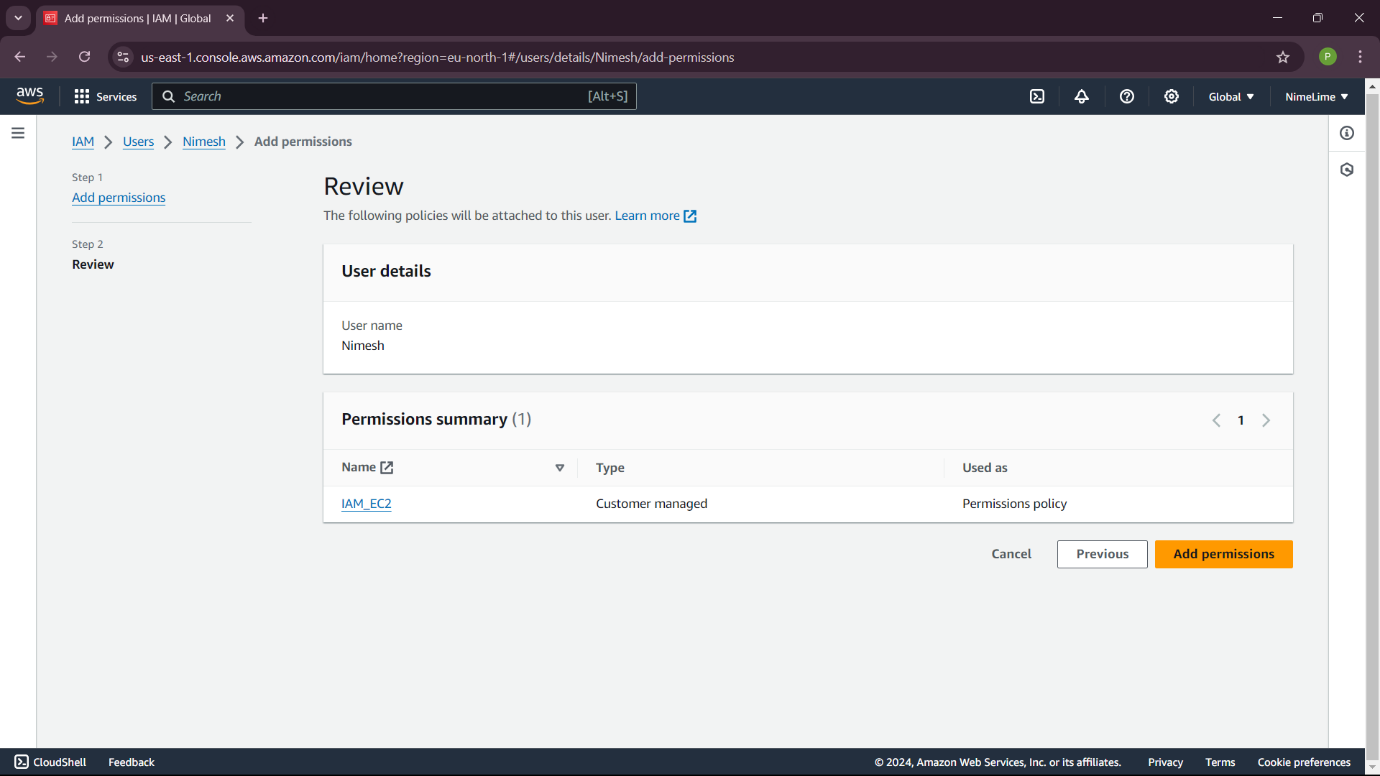 Add permissions | IAM | Global
us-east-1.console.aws.amazon.com/iam/home?region=eu-north-1#/users/details/Nimesh/add-permissions
P
aws Services Search [Alt+S] Global NimeLime
IAM Users Nimesh Add permissions
Step 1
Add permissions
Step 2
Review
Review
The following policies will be attached to this user. Learn more
User details
User name
Nimesh
Permissions summary (1) 1
Name Type Used as
IAM_EC2 Customer managed Permissions policy
Cancel Previous Add permissions
CloudShell Feedback © 2024, Amazon Web Services, Inc. or its affiliates. Privacy Terms Cookie preferences